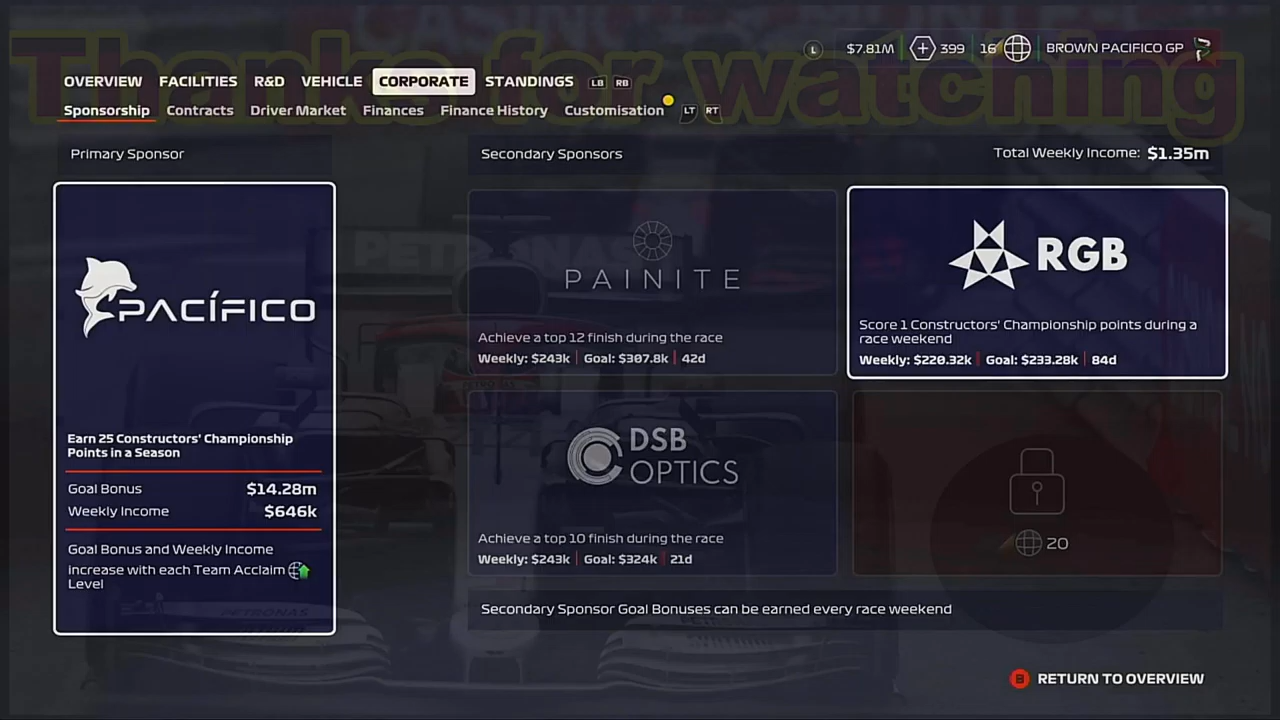 CASINO MONTE-C
Thanks for watching
L $7.81M 399 16 BROWN PACIFICO GP
OVERVIEW FACILITIES R&D VEHICLE CORPORATE STANDINGS LB RB
Sponsorship Contracts Driver Market Finances Finance History Customisation LT RT
Primary Sponsor
Secondary Sponsors
Total Weekly Income: $1.35m
PACÍFICO
Earn 25 Constructors' Championship
Points in a Season
Goal Bonus $14.28m
Weekly Income $646k
Goal Bonus and Weekly Income
increase with each Team Acclaim
Level
PETRONAS
PAINITE
Achieve a top 12 finish during the race
Weekly: $243k Goal: $307.8k 42d
RGB
Score 1 Constructors' Championship points during a
race weekend
Weekly: $220.32k Goal: $233.28k 84d
DSB
OPTICS
Achieve a top 10 finish during the race
Weekly: $243k Goal: $324k 21d
20
Secondary Sponsor Goal Bonuses can be earned every race weekend
PETRONAS
B RETURN TO OVERVIEW